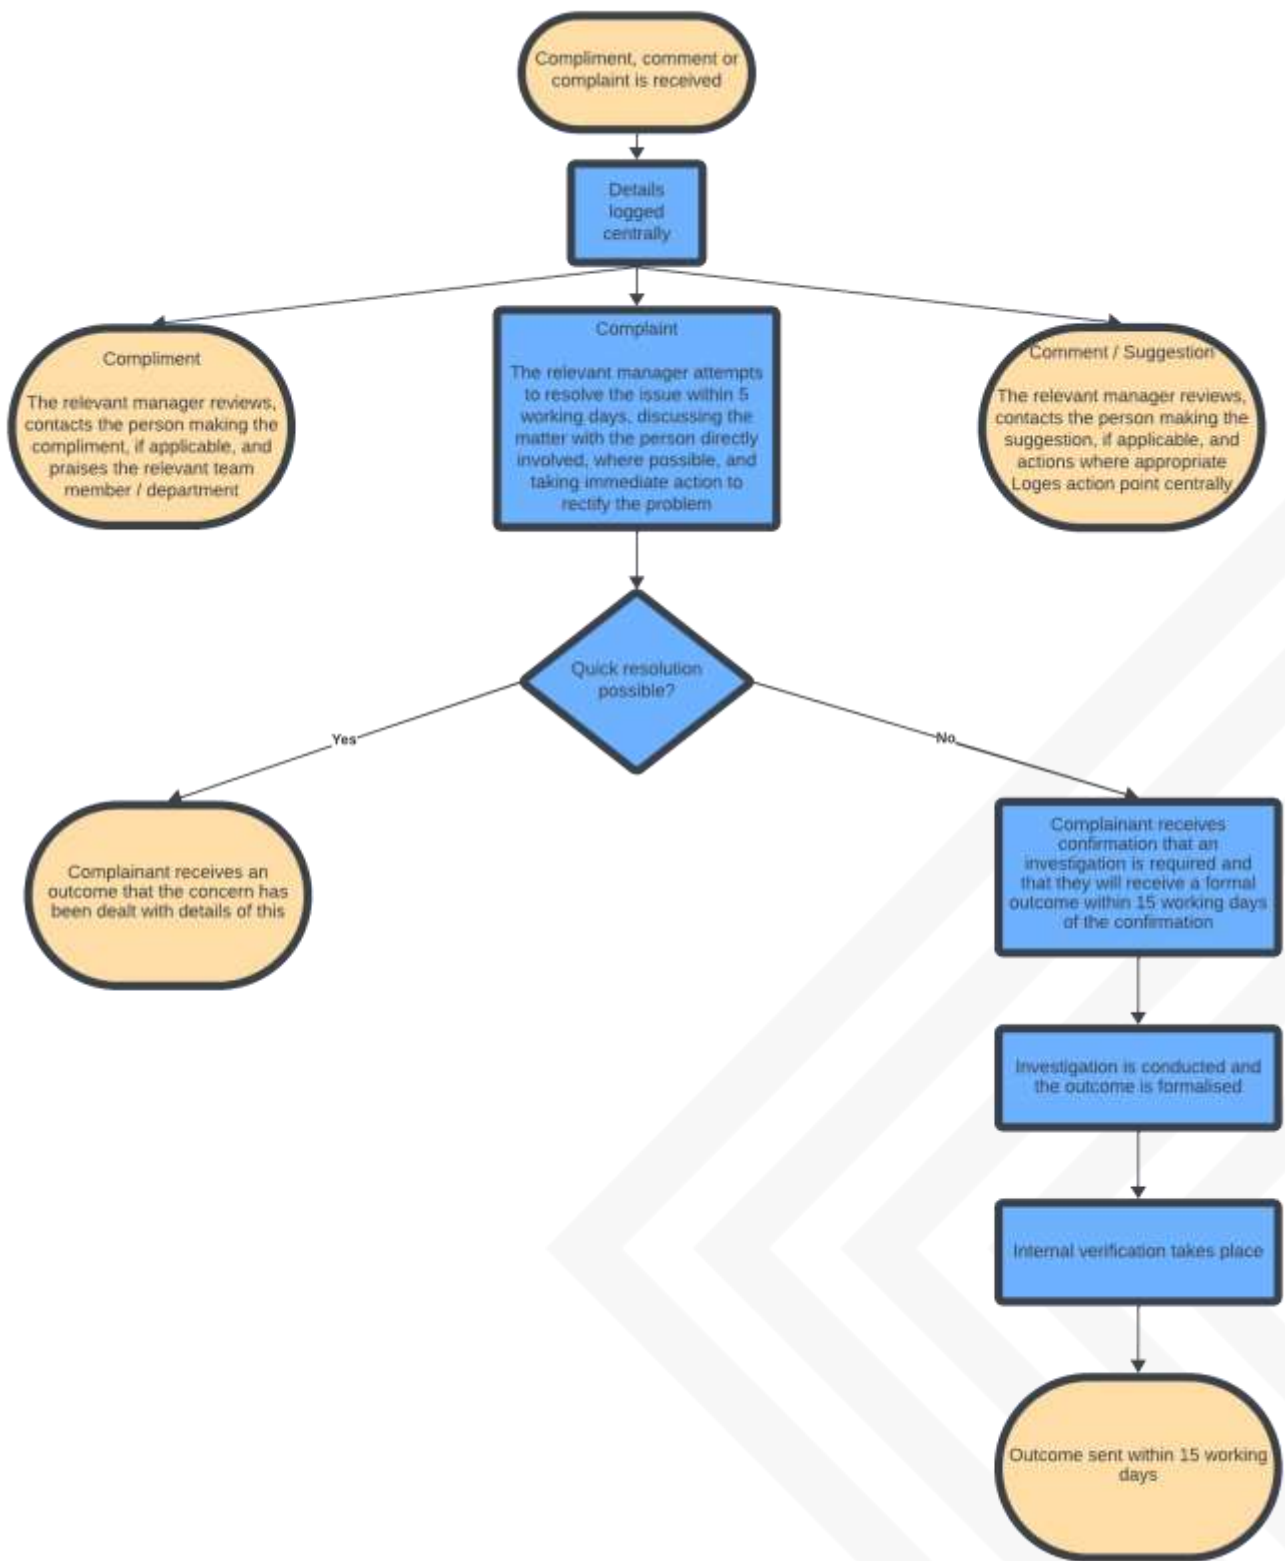 Compliment, comment or
complaint is received
Details
logged
centrally
Compliment
The relevant manager reviews,
contacts the person making the
compliment, if applicable, and
praises the relevant team
member / department
Complaint
The relevant manager attempts
to resolve the issue within 5
working days, discussing the
matter with the person directly
involved, where possible, and
taking immediate action to
rectify the problem
Comment / Suggestion
The relevant manager reviews,
contacts the person making the
suggestion, if applicable, and
actions where appropriate
Loges action point centrally
Quick resolution
possible?
Yes
No
Complainant receives an
outcome that the concern has
been dealt with details of this
Complainant receives
confirmation that an
investigation is required and
that they will receive a formal
outcome within 15 working days
of the confirmation
Investigation is conducted and
the outcome is formalised
Internal verification takes place
Outcome sent within 15 working
days